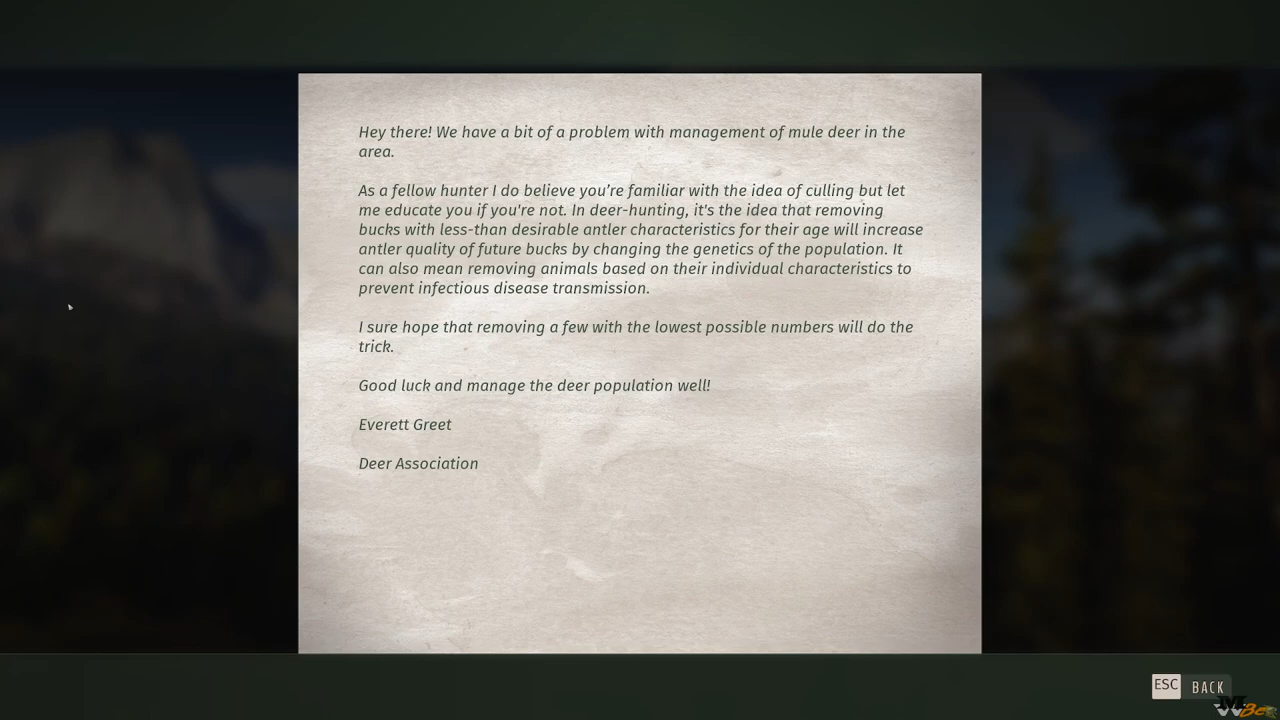 Hey there! We have a bit of a problem with management of mule deer in the
area.
As a fellow hunter I do believe you’re familiar with the idea of culling but let
me educate you if you're not. In deer-hunting, it's the idea that removing
bucks with less-than desirable antler characteristics for their age will increase
antler quality of future bucks by changing the genetics of the population. It
can also mean removing animals based on their individual characteristics to
prevent infectious disease transmission.
I sure hope that removing a few with the lowest possible numbers will do the
trick.
Good luck and manage the deer population well!
Everett Greet
Deer Association
ESC BACK